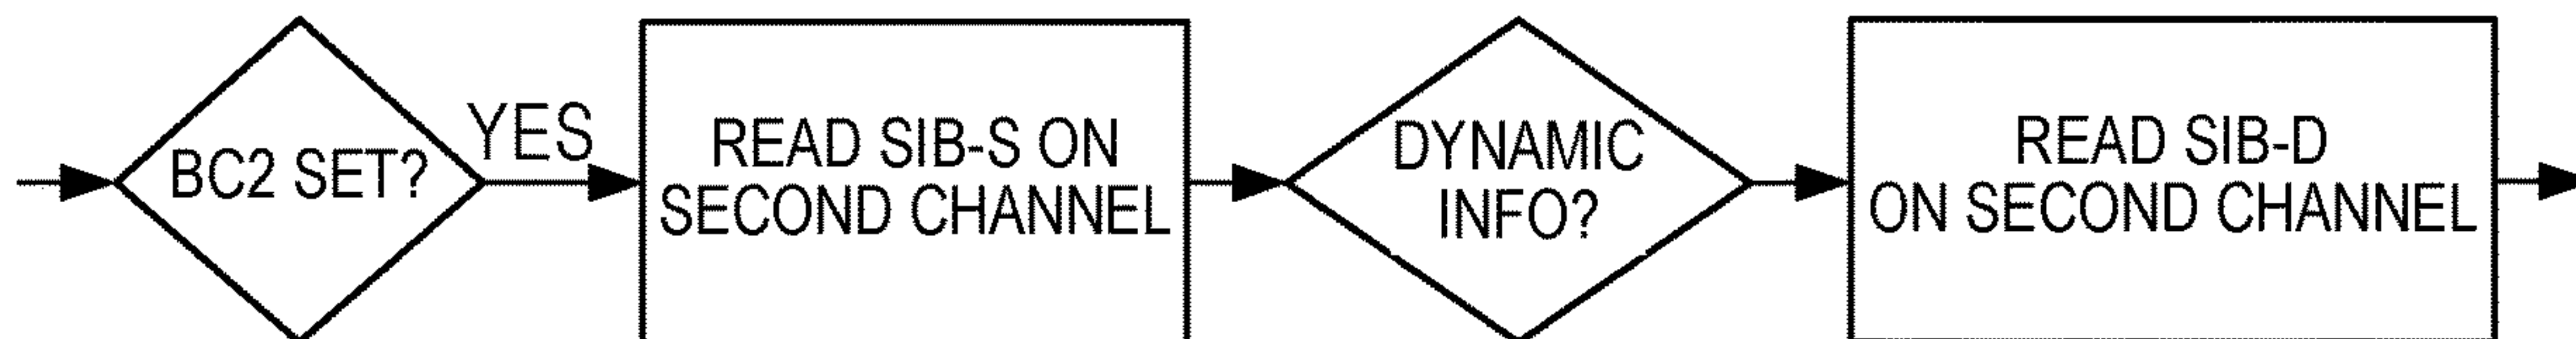 BC2 SET?
YES
READ SIB-S ON
SECOND CHANNEL
DYNAMIC
INFO?
READ SIB-D
ON SECOND CHANNEL